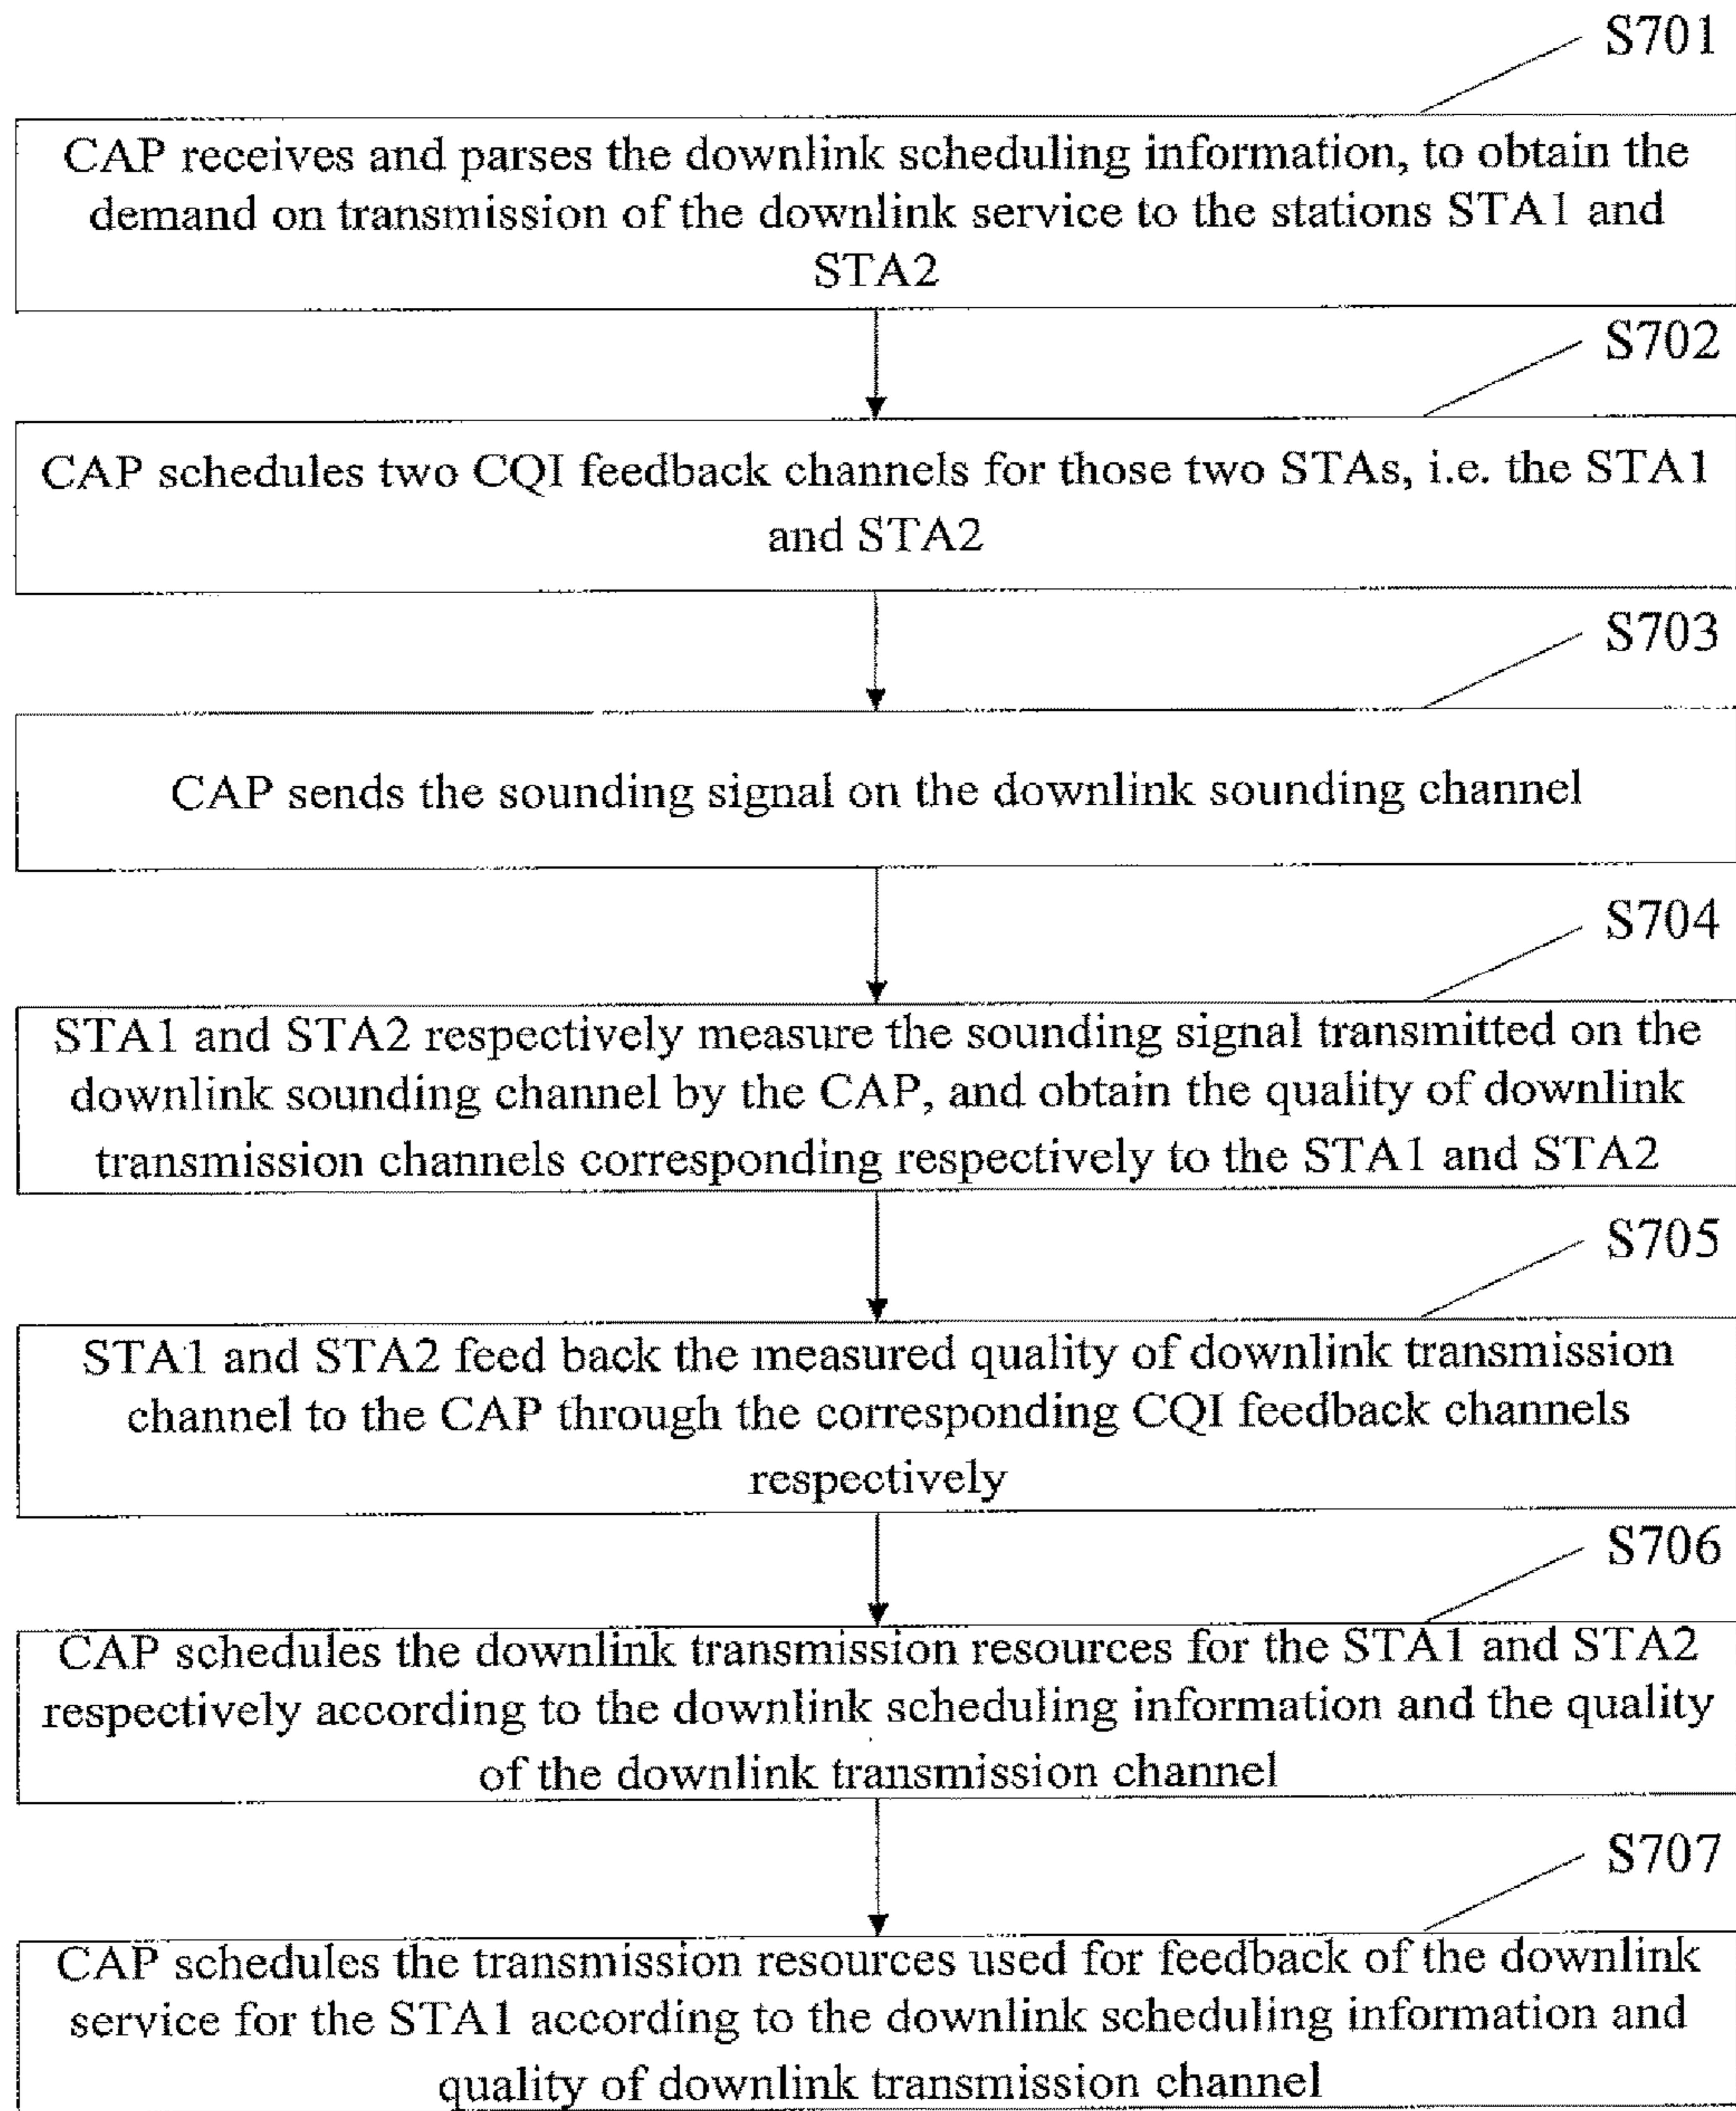 S701
CAP receives and parses the downlink scheduling information, to obtain the
demand on transmission of the downlink service to the stations STA1 and
STA2
S702
CAP schedules two CQI feedback channels for those two STAs, i.e. the STA1
and STA2
S703
CAP sends the sounding signal on the downlink sounding channel
S704
STA1 and STA2 respectively measure the sounding signal transmitted on the
downlink sounding channel by the CAP, and obtain the quality of downlink
transmission channels corresponding respectively to the STA1 and STA2
S705
STA1 and STA2 feed back the measured quality of downlink transmission
channel to the CAP through the corresponding CQI feedback channels
respectively
S706
CAP schedules the downlink transmission resources for the STA1 and STA2
respectively according to the downlink scheduling information and the quality
of the downlink transmission channel
S707
CAP schedules the transmission resources used for feedback of the downlink
service for the STA1 according to the downlink scheduling information and
quality of downlink transmission channel